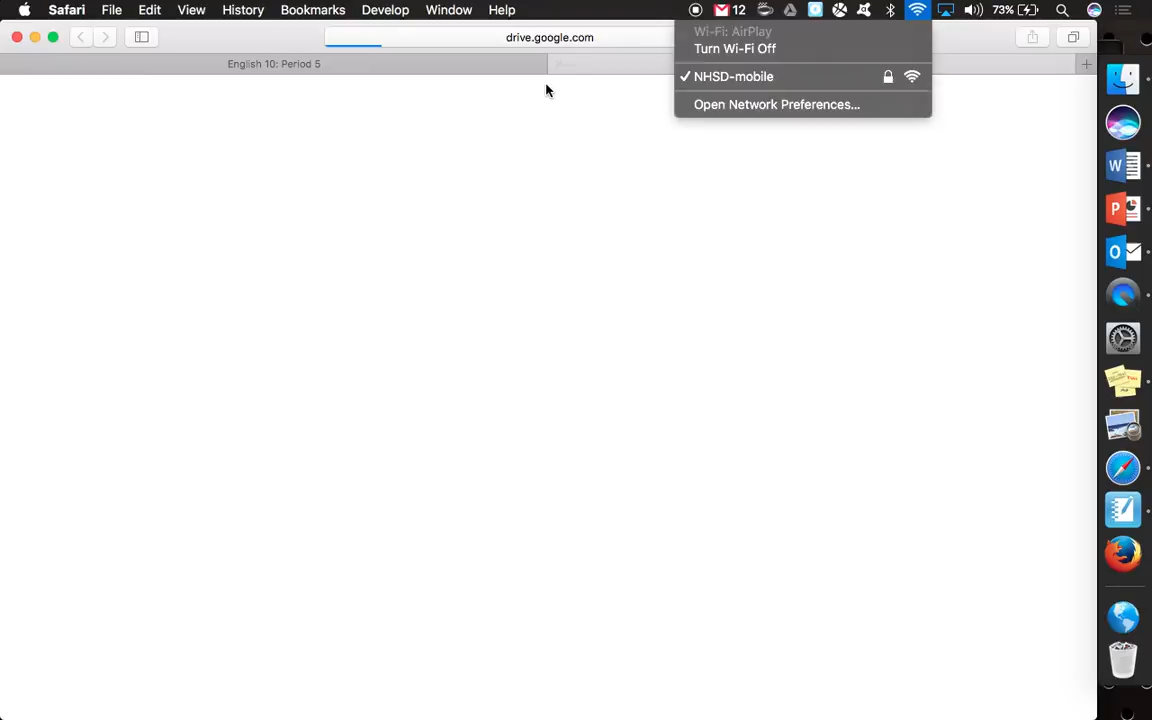 Safari File Edit View History Bookmarks Develop Window Help 12 73%
drive.google.com
Wi-Fi: AirPlay
Turn Wi-Fi Off
NHSD-mobile
Open Network Preferences...
English 10: Period 5